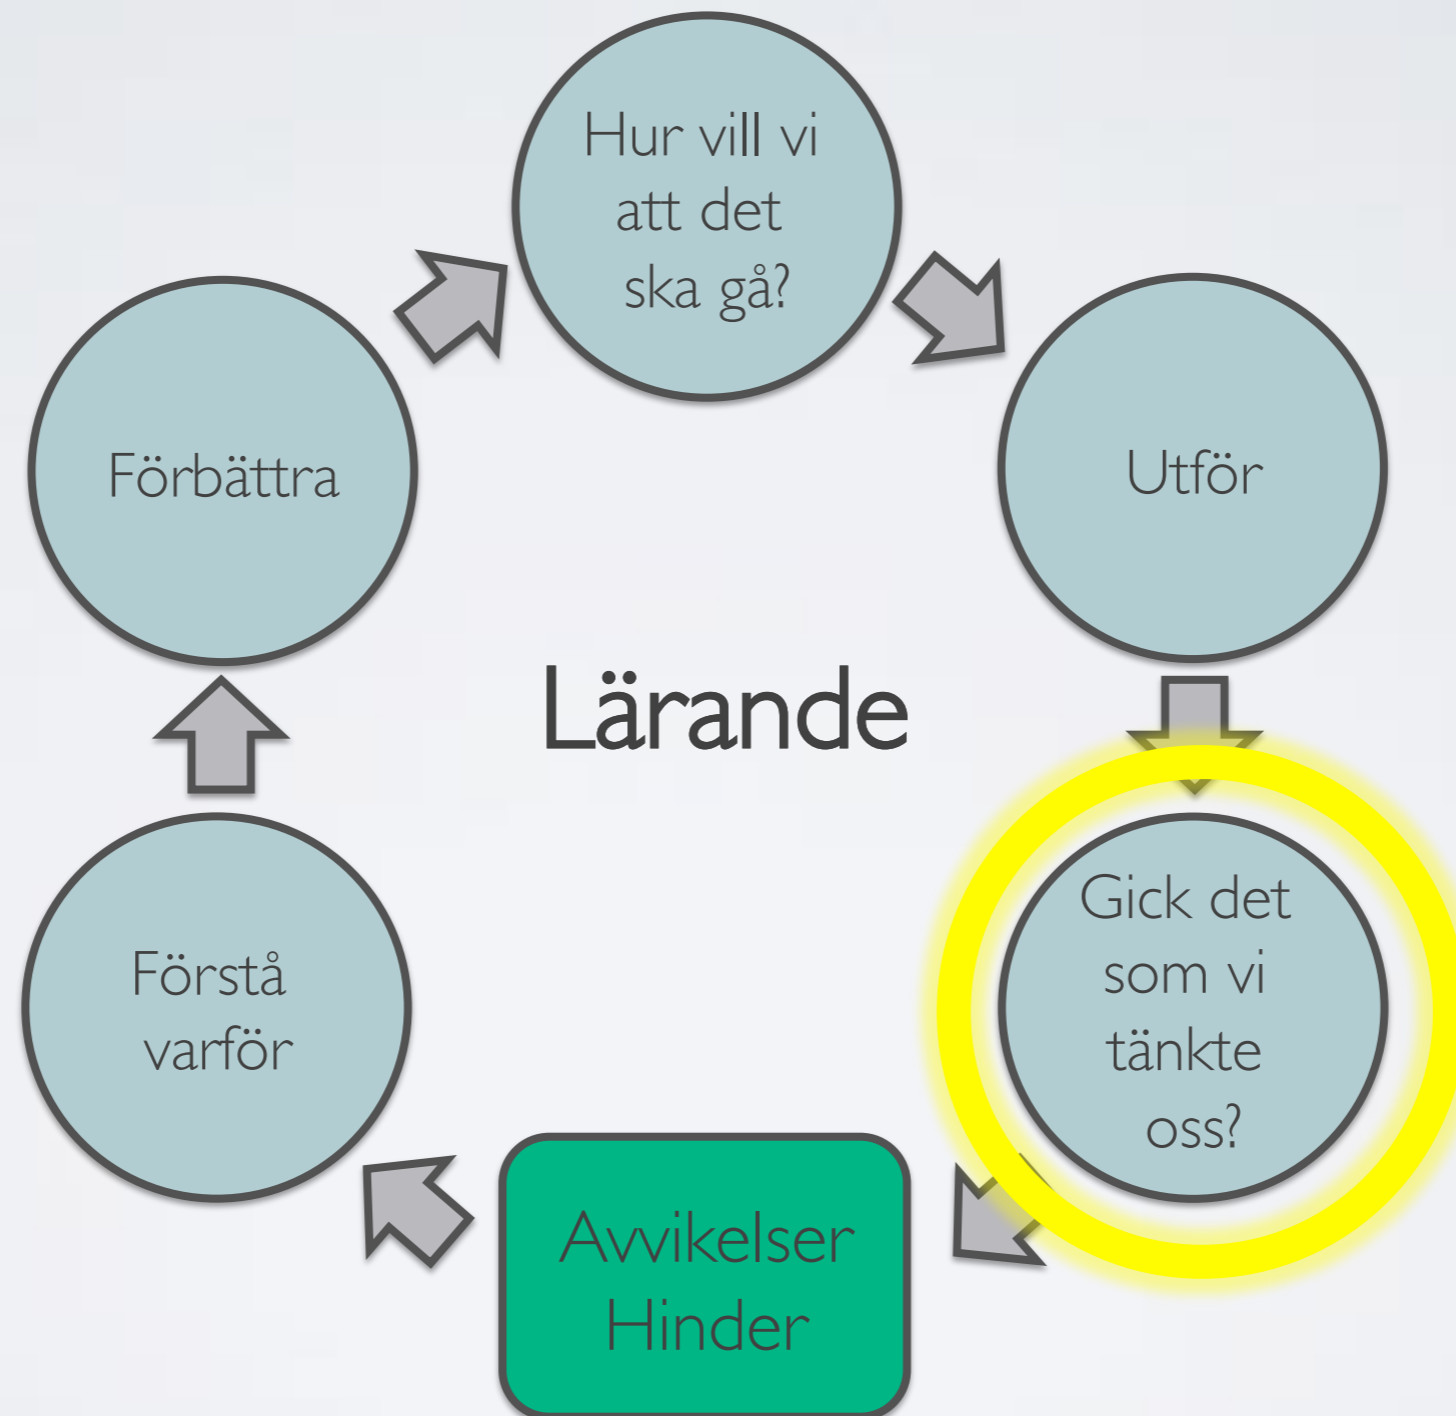 Hur vill vi
att det
ska gå?
Förbättra
Utför
Lärande
Gick det
som vi
tänkte
oss?
Förstå
varför
Avvikelser
Hinder